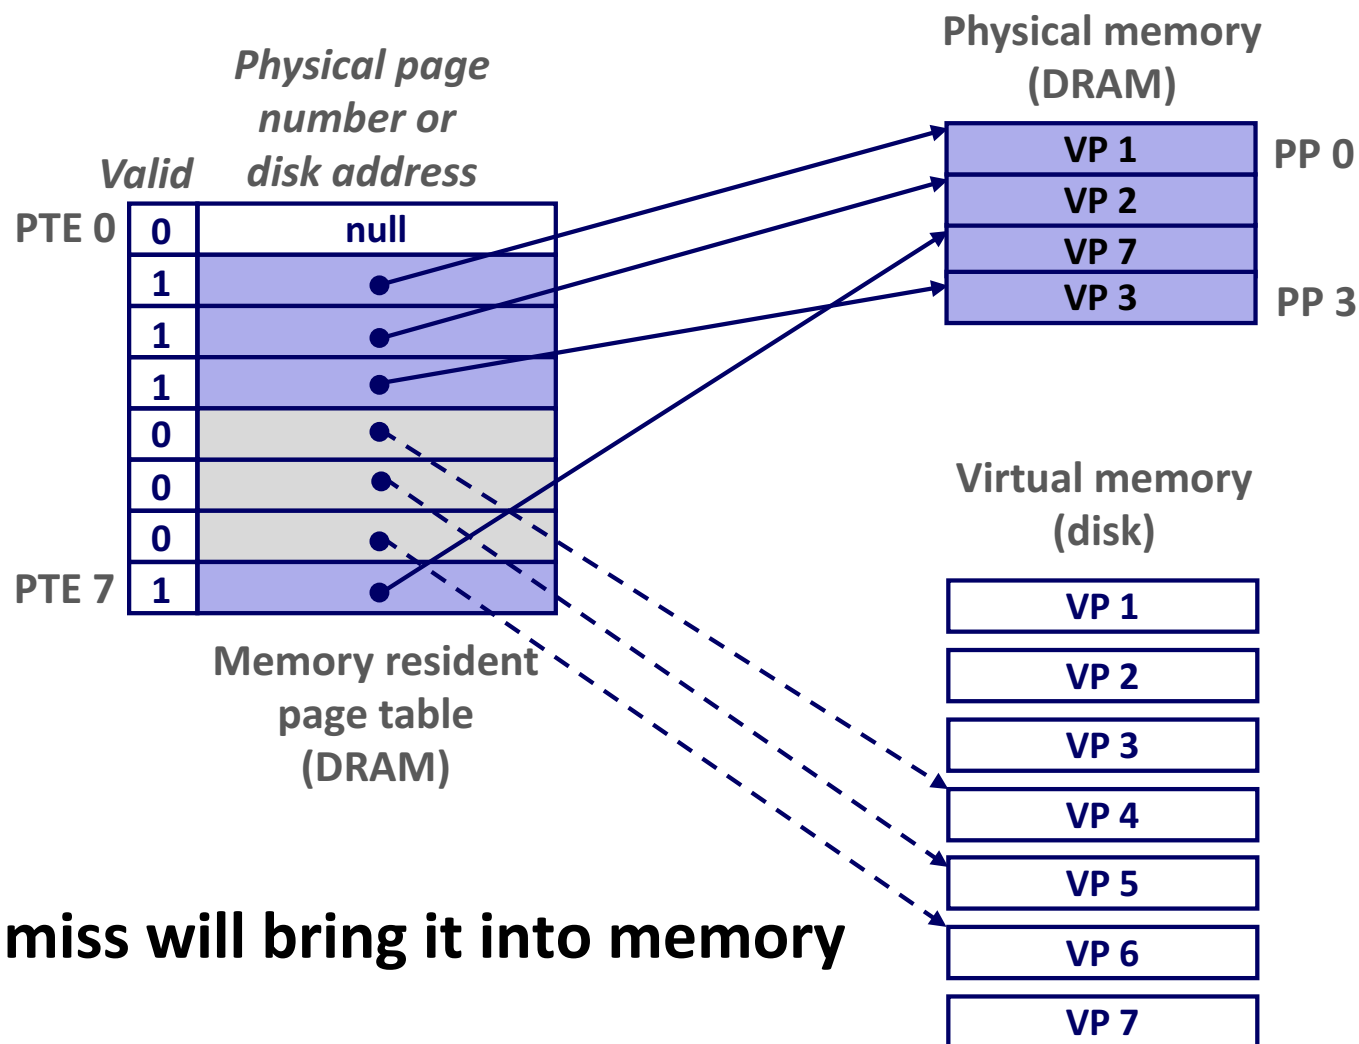 Physical page
number or
disk address
Valid
PTE 0
0
null
1
1
1
0
0
0
PTE 7
1
Memory resident
page table
(DRAM)
Physical memory
(DRAM)
VP 1
PP 0
VP 2
VP 7
VP 3
PP 3
Virtual memory
(disk)
VP 1
VP 2
VP 3
VP 4
VP 5
VP 6
VP 7
miss will bring it into memory